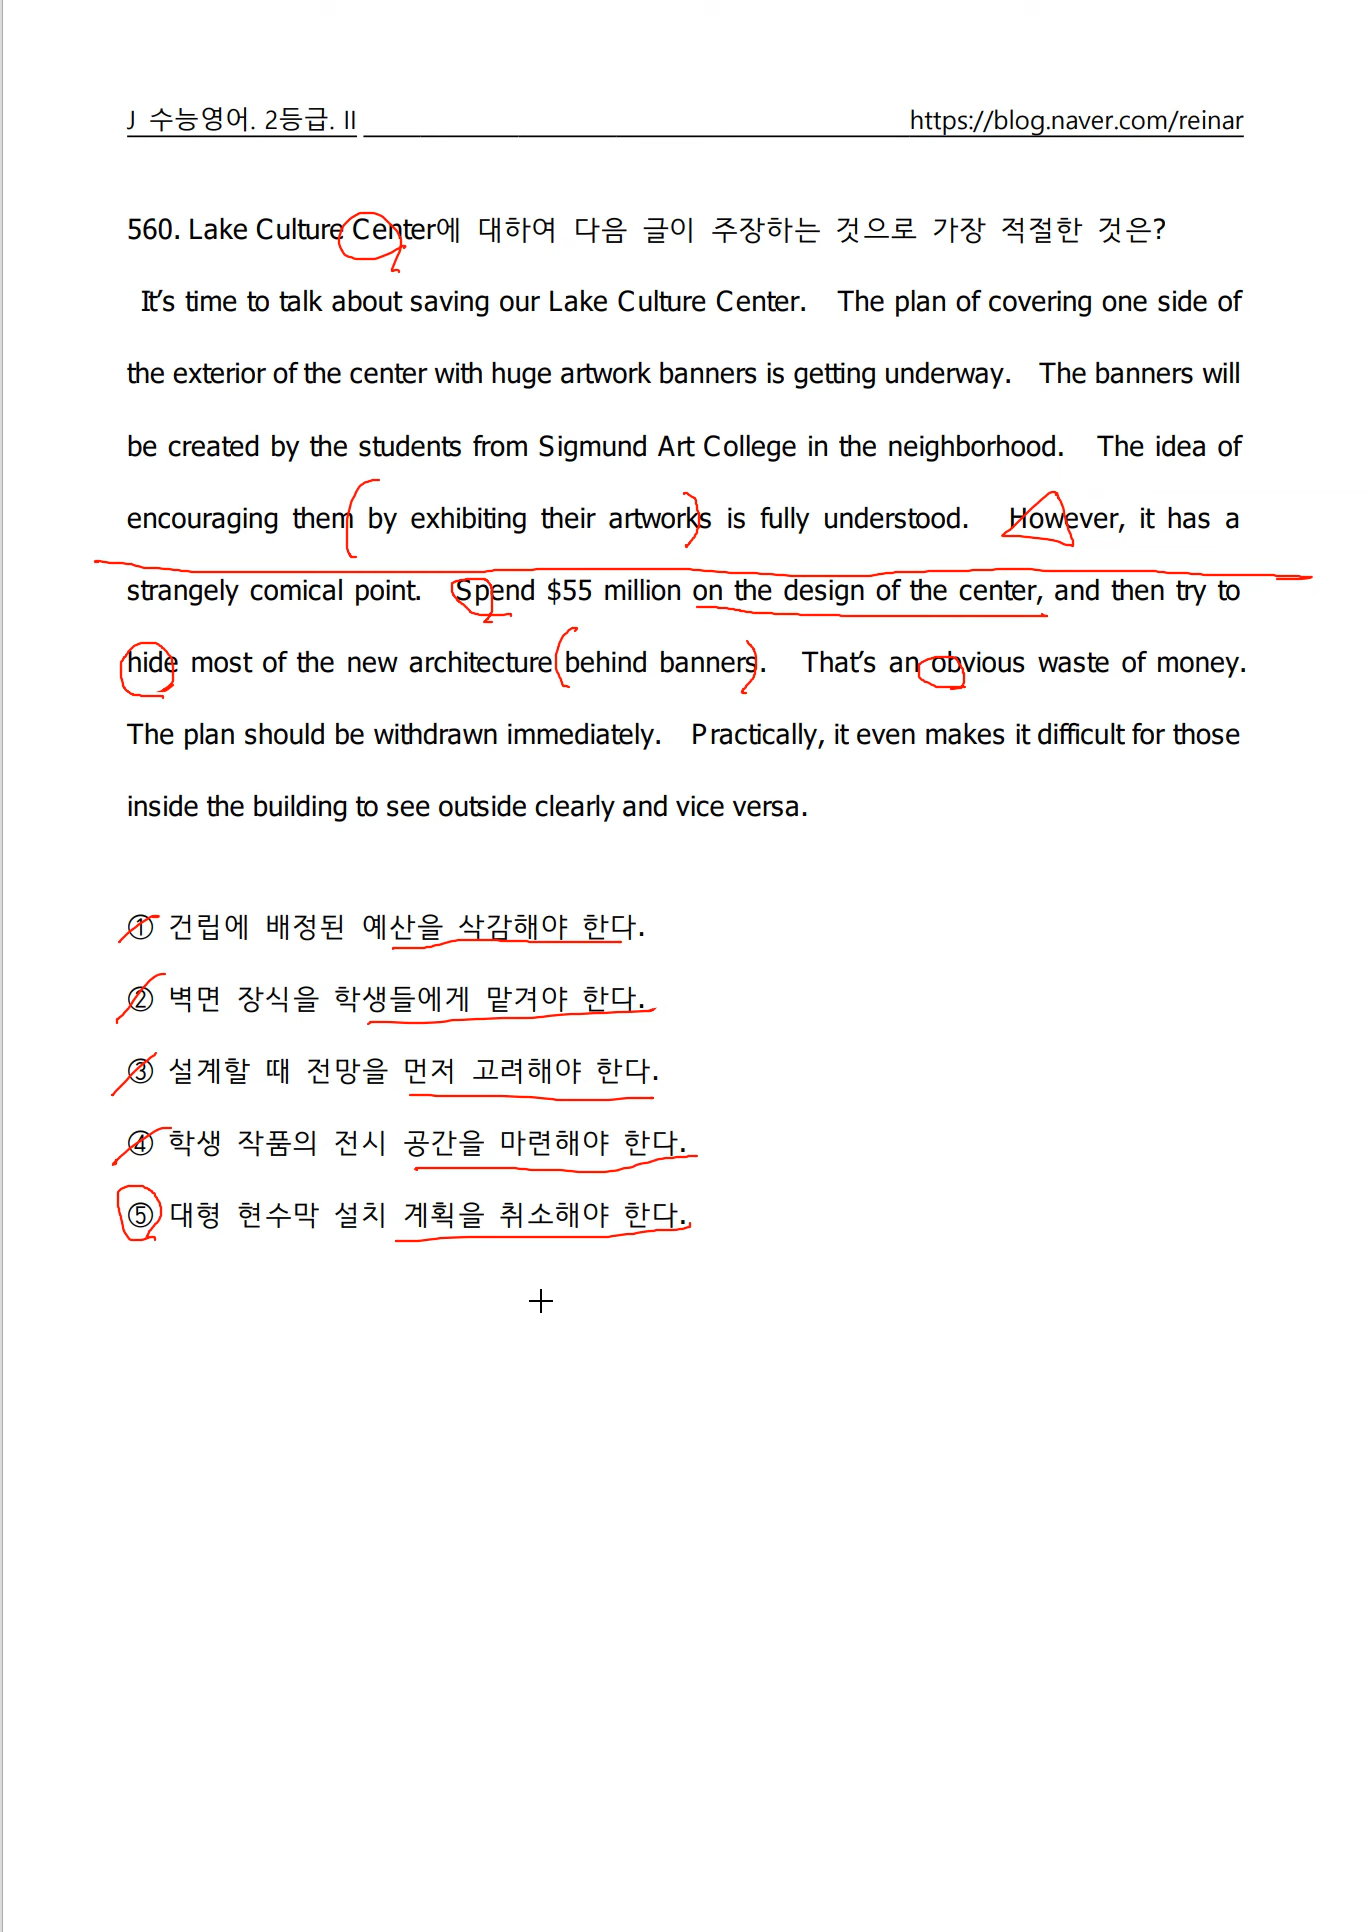 J 수능영어. 2등급. II https://blog.naver.com/reinar
560. Lake Culture Center에 대하여 다음 글이 주장하는 것으로 가장 적절한 것은?
It’s time to talk about saving our Lake Culture Center. The plan of covering one side of
the exterior of the center with huge artwork banners is getting underway. The banners will
be created by the students from Sigmund Art College in the neighborhood. The idea of
encouraging them by exhibiting their artworks is fully understood. However, it has a
strangely comical point. Spend $55 million on the design of the center, and then try to
hide most of the new architecture behind banners. That’s an obvious waste of money.
The plan should be withdrawn immediately. Practically, it even makes it difficult for those
inside the building to see outside clearly and vice versa.
① 건립에 배정된 예산을 삭감해야 한다.
② 벽면 장식을 학생들에게 맡겨야 한다.
③ 설계할 때 전망을 먼저 고려해야 한다.
④ 학생 작품의 전시 공간을 마련해야 한다.
⑤ 대형 현수막 설치 계획을 취소해야 한다.